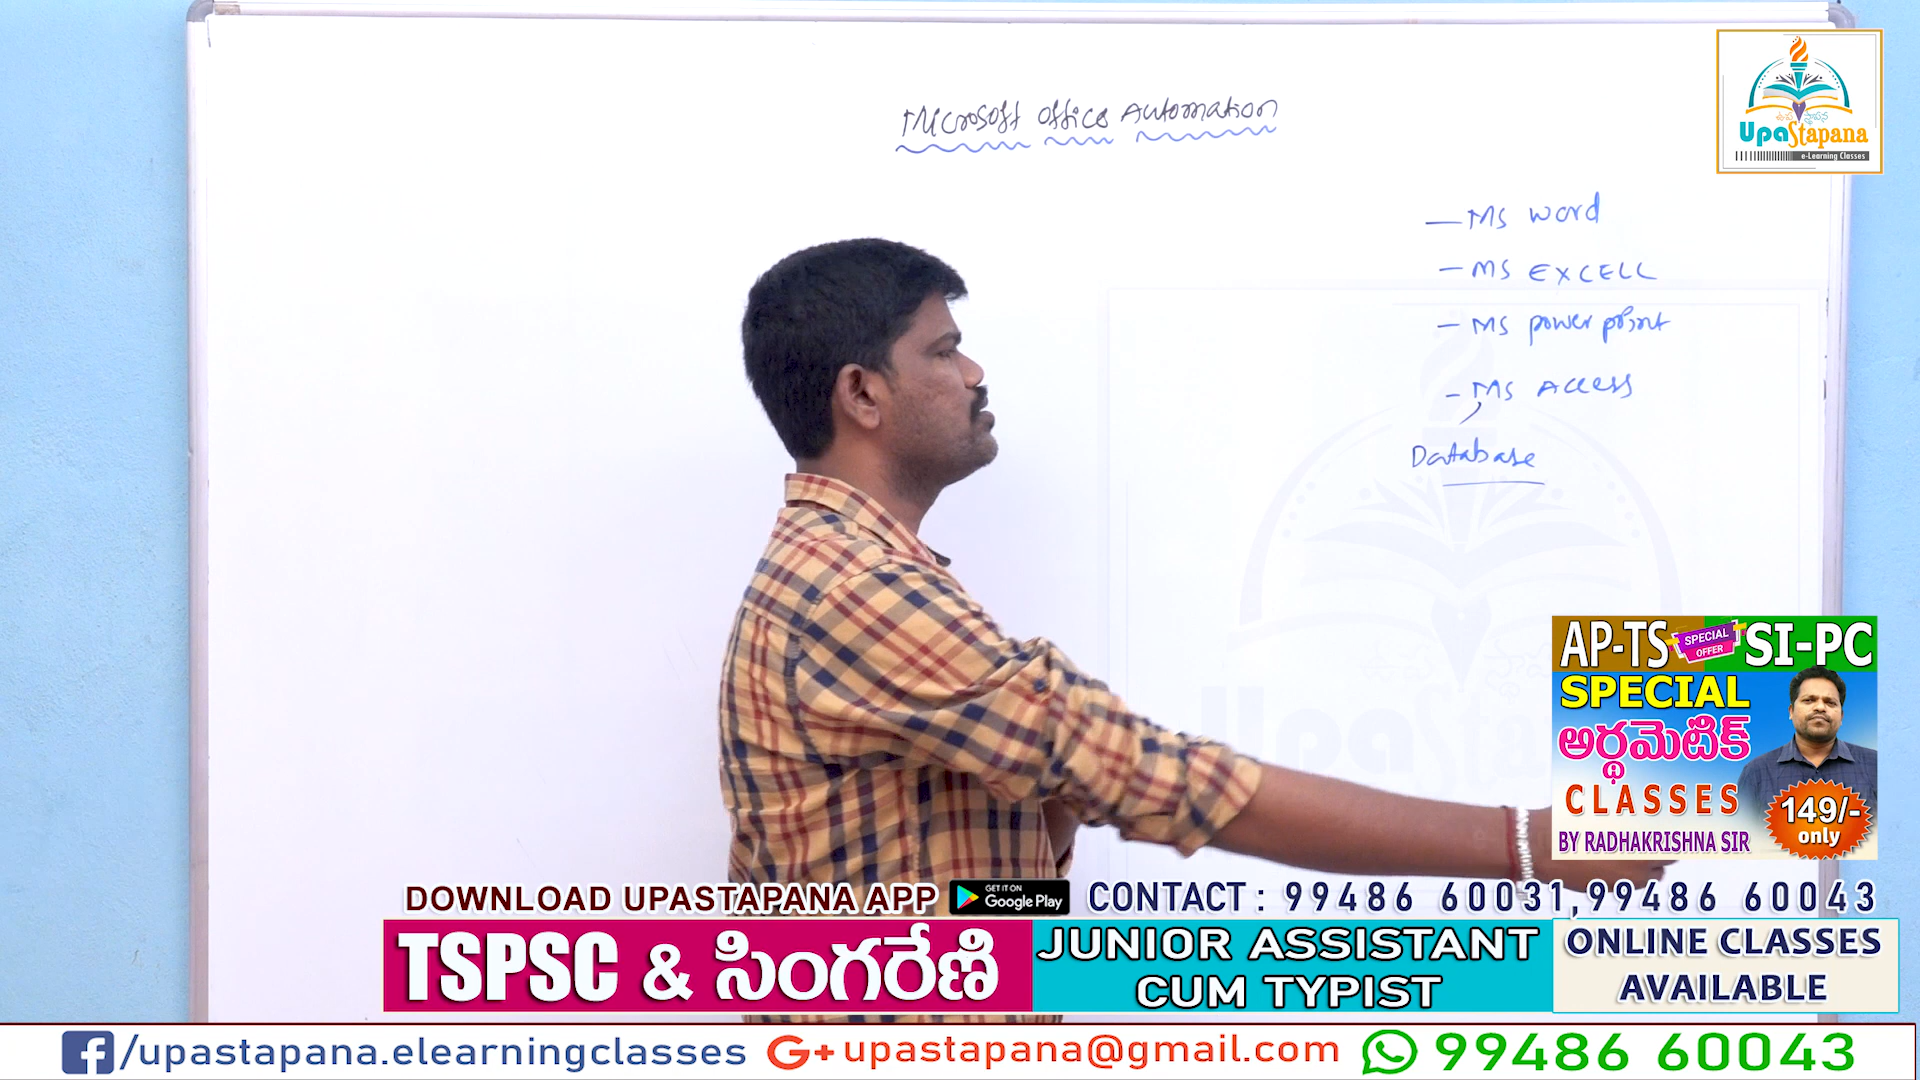 Microsoft Office Automation
UpaStapana
e-Learning Classes
— MS word
- MS EXCELL
- MS power point
- MS Access
Database
AP-TS SPECIAL OFFER SI-PC
SPECIAL
అర్థమెటిక్
CLASSES
149/- only
BY RADHAKRISHNA SIR
DOWNLOAD UPASTAPANA APP GET IT ON Google Play CONTACT : 99486 60031,99486 60043
TSPSC & సింగరేణి
JUNIOR ASSISTANT
CUM TYPIST
ONLINE CLASSES
AVAILABLE
/upastapana.elearningclasses G+ upastapana@gmail.com 99486 60043